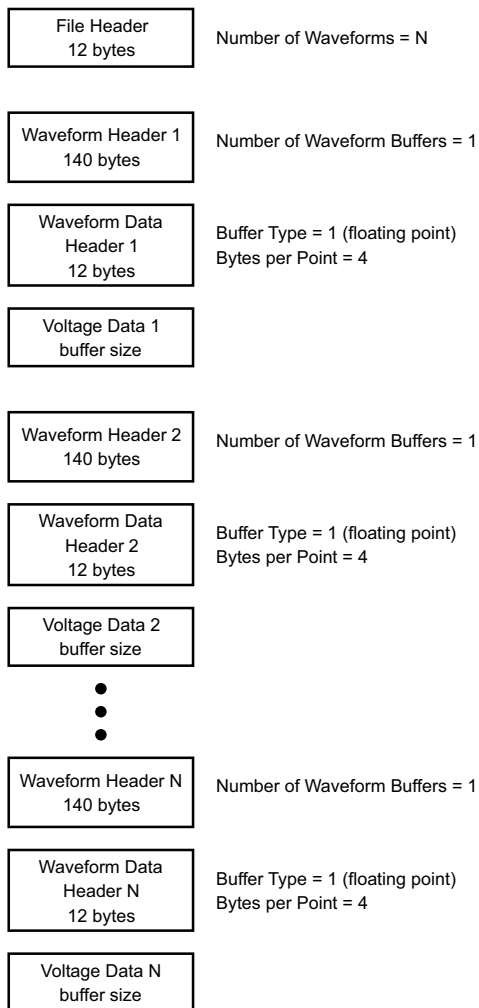 File Header
12 bytes
Number of Waveforms = N
Waveform Header 1
140 bytes
Number of Waveform Buffers = 1
Waveform Data
Header 1
12 bytes
Buffer Type = 1 (floating point)
Bytes per Point = 4
Voltage Data 1
buffer size
Waveform Header 2
140 bytes
Number of Waveform Buffers = 1
Waveform Data
Header 2
12 bytes
Buffer Type = 1 (floating point)
Bytes per Point = 4
Voltage Data 2
buffer size
Waveform Header N
140 bytes
Number of Waveform Buffers = 1
Waveform Data
Header N
12 bytes
Buffer Type = 1 (floating point)
Bytes per Point = 4
Voltage Data N
buffer size